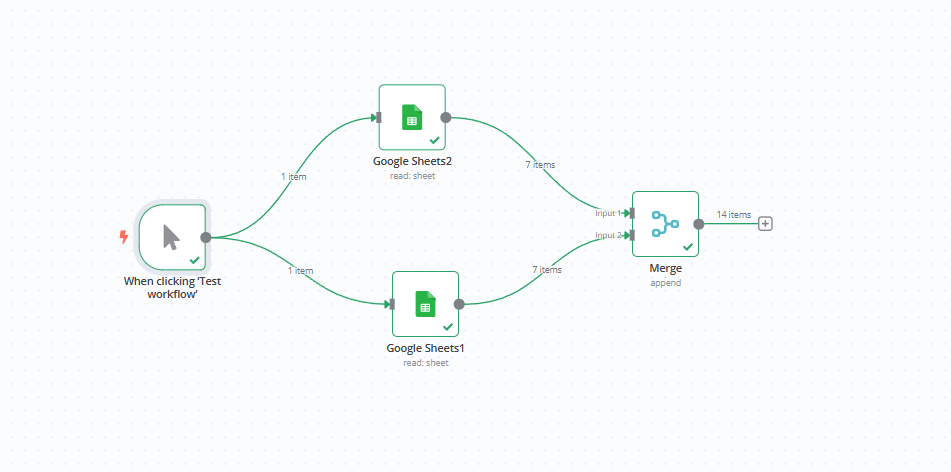 Google Sheets2
read: sheet
1 item
7 items
When clicking ‘Test
workflow’
1 item
Google Sheets1
read: sheet
7 items
Input 1
Input 2
Merge
append
14 items